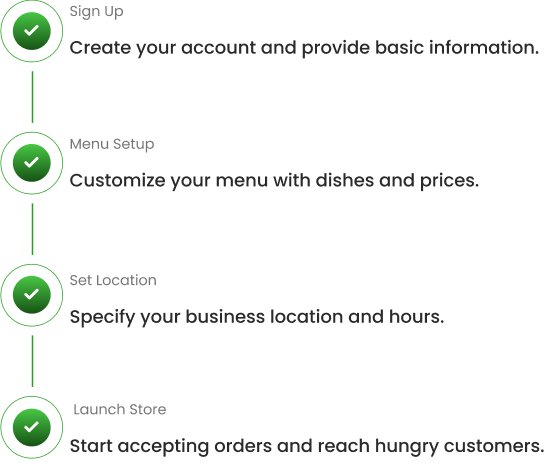 Sign Up
Create your account and provide basic information.
Menu Setup
Customize your menu with dishes and prices.
Set Location
Specify your business location and hours.
Launch Store
Start accepting orders and reach hungry customers.